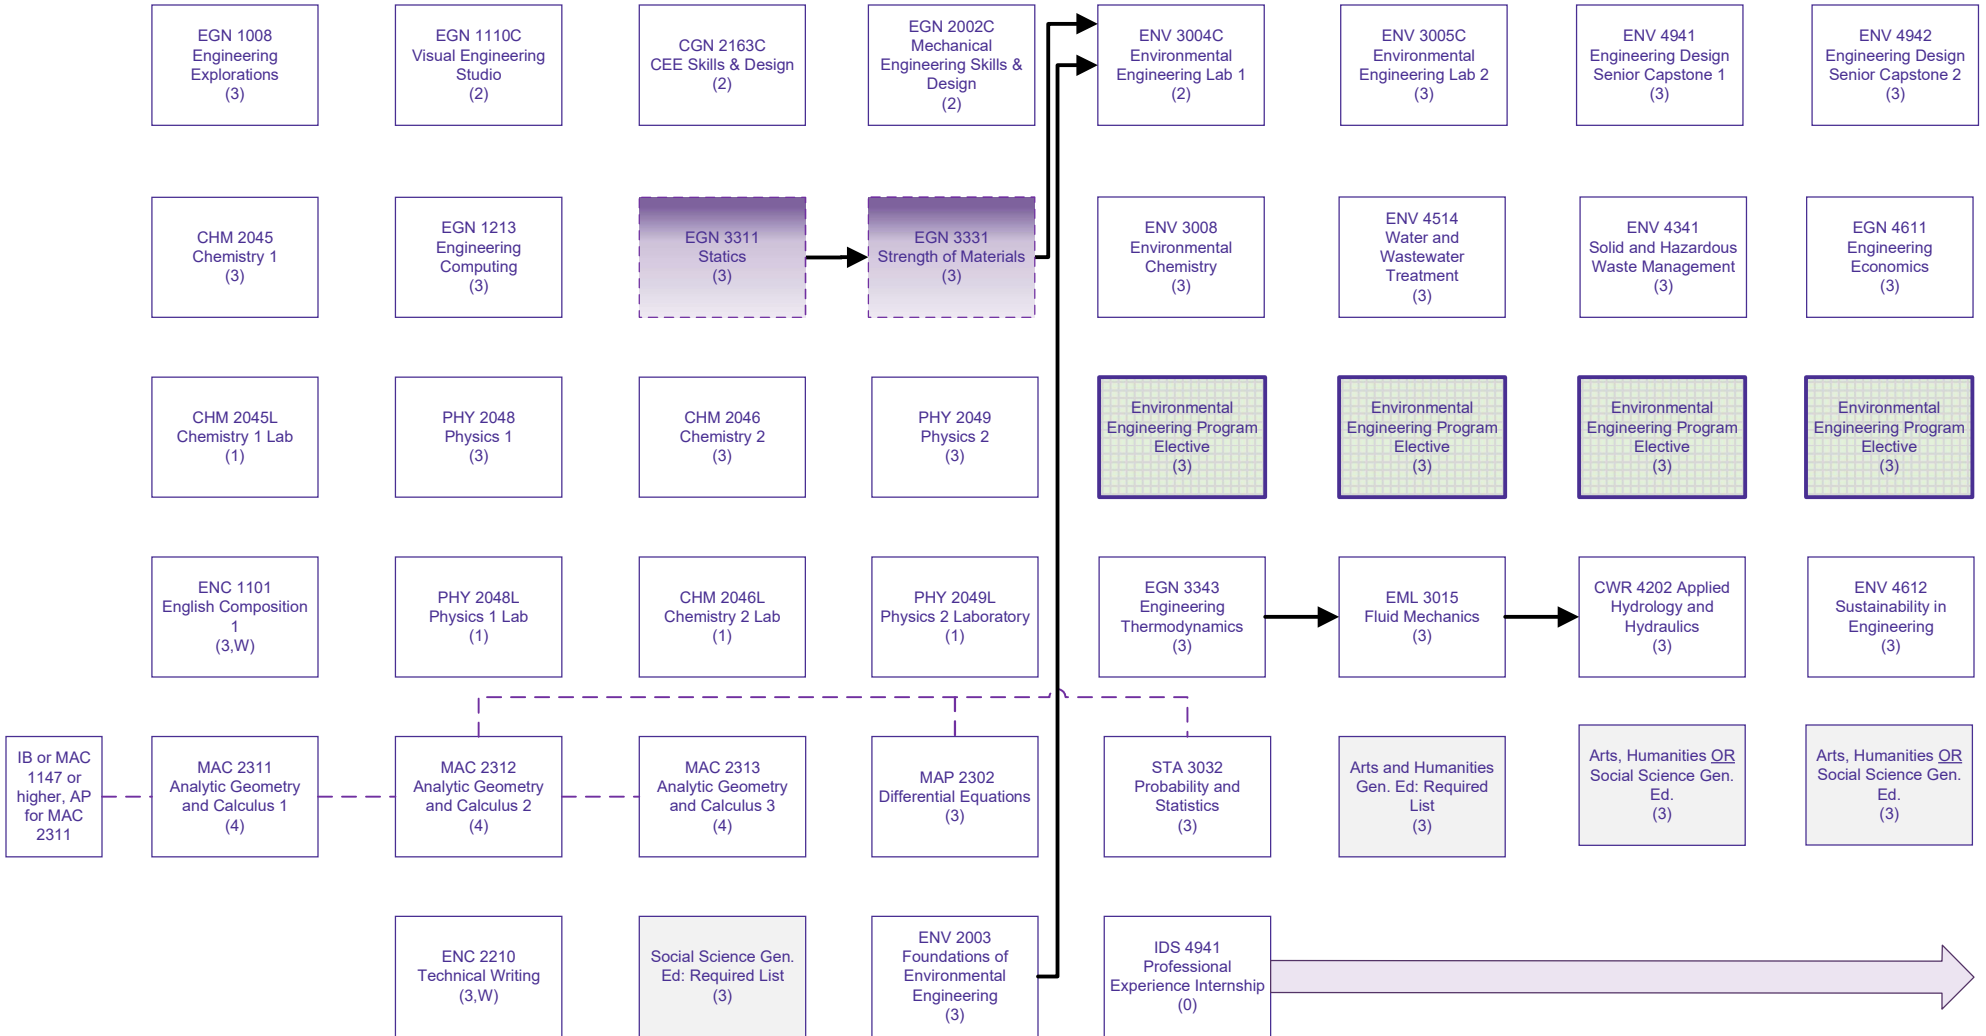 EGN 1008
Engineering
Explorations
(3)
EGN 1110C
Visual Engineering
Studio
(2)
CGN 2163C
CEE Skills & Design
(2)
EGN 2002C
Mechanical
Engineering Skills &
Design
(2)
ENV 3004C
Environmental
Engineering Lab 1
(2)
ENV 3005C
Environmental
Engineering Lab 2
(3)
ENV 4941
Engineering Design
Senior Capstone 1
(3)
ENV 4942
Engineering Design
Senior Capstone 2
(3)
CHM 2045
Chemistry 1
(3)
EGN 1213
Engineering
Computing
(3)
EGN 3311
Statics
(3)
EGN 3331
Strength of Materials
(3)
ENV 3008
Environmental
Chemistry
(3)
ENV 4514
Water and
Wastewater
Treatment
(3)
ENV 4341
Solid and Hazardous
Waste Management
(3)
EGN 4611
Engineering
Economics
(3)
CHM 2045L
Chemistry 1 Lab
(1)
PHY 2048
Physics 1
(3)
CHM 2046
Chemistry 2
(3)
PHY 2049
Physics 2
(3)
Environmental
Engineering Program
Elective
(3)
Environmental
Engineering Program
Elective
(3)
Environmental
Engineering Program
Elective
(3)
Environmental
Engineering Program
Elective
(3)
ENC 1101
English Composition
1
(3,W)
PHY 2048L
Physics 1 Lab
(1)
CHM 2046L
Chemistry 2 Lab
(1)
PHY 2049L
Physics 2 Laboratory
(1)
EGN 3343
Engineering
Thermodynamics
(3)
EML 3015
Fluid Mechanics
(3)
CWR 4202 Applied
Hydrology and
Hydraulics
(3)
ENV 4612
Sustainability in
Engineering
(3)
IB or MAC
1147 or
higher, AP
for MAC
2311
MAC 2311
Analytic Geometry
and Calculus 1
(4)
MAC 2312
Analytic Geometry
and Calculus 2
(4)
MAC 2313
Analytic Geometry
and Calculus 3
(4)
MAP 2302
Differential Equations
(3)
STA 3032
Probability and
Statistics
(3)
Arts and Humanities
Gen. Ed: Required
List
(3)
Arts, Humanities OR
Social Science Gen.
Ed.
(3)
Arts, Humanities OR
Social Science Gen.
Ed.
(3)
ENC 2210
Technical Writing
(3,W)
Social Science Gen.
Ed: Required List
(3)
ENV 2003
Foundations of
Environmental
Engineering
(3)
IDS 4941
Professional
Experience Internship
(0)